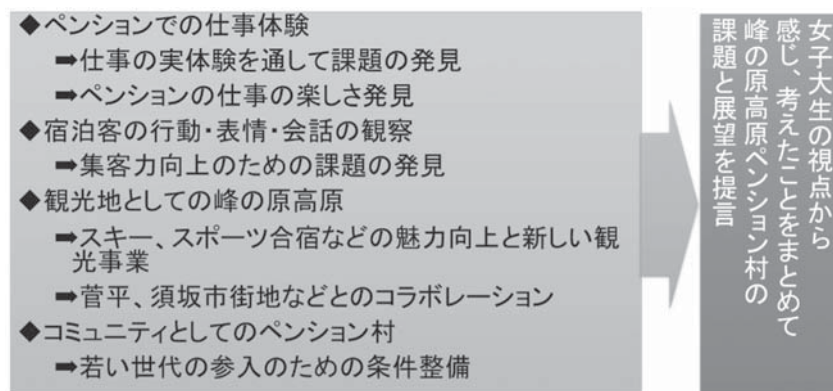 ◆ペンションでの仕事体験
➡仕事の実体験を通して課題の発見
➡ペンションの仕事の楽しさ発見
◆宿泊客の行動・表情・会話の観察
➡集客力向上のための課題の発見
◆観光地としての峰の原高原
➡スキー、スポーツ合宿などの魅力向上と新しい観
光事業
➡菅平、須坂市街地などとのコラボレーション
◆コミュニティとしてのペンション村
➡若い世代の参入のための条件整備
女子大生の視点から
感じ、考えたことをまとめて
峰の原高原ペンション村の
課題と展望を提言